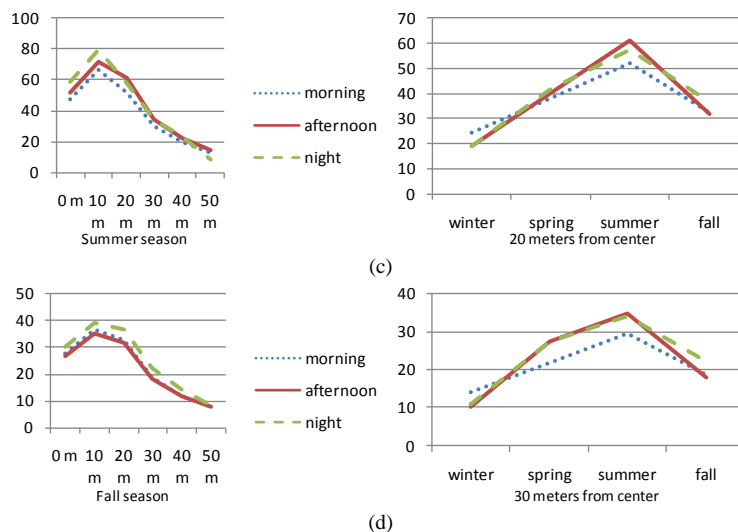 100
80
60
40
20
0
0 m 10 m 20 m 30 m 40 m 50 m
Summer season
morning
afternoon
night
70
60
50
40
30
20
10
0
winter spring summer fall
20 meters from center
(c)
50
40
30
20
10
0
0 m 10 m 20 m 30 m 40 m 50 m
Fall season
morning
afternoon
night
40
30
20
10
0
winter spring summer fall
30 meters from center
(d)